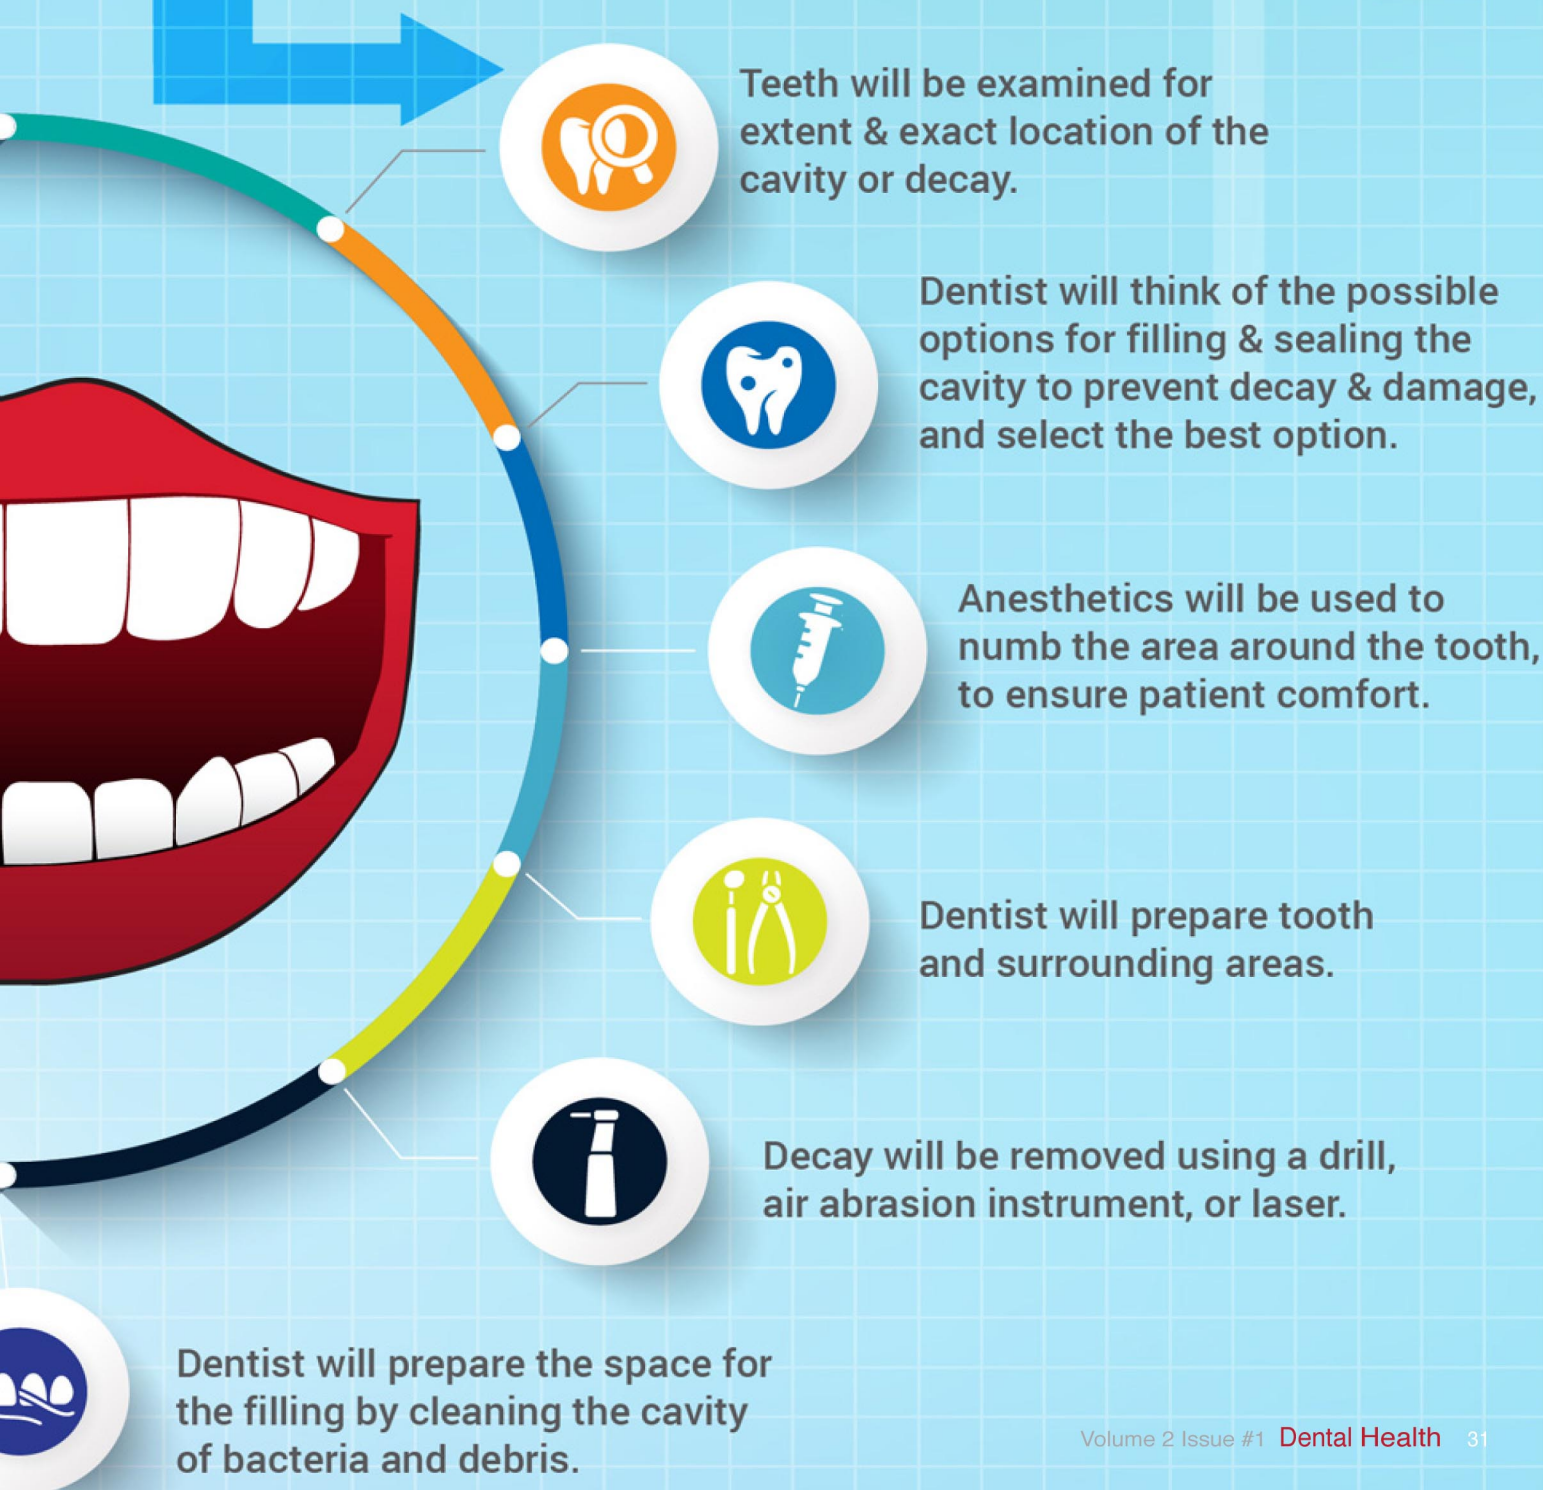 Teeth will be examined for
extent & exact location of the
cavity or decay.
Dentist will think of the possible
options for filling & sealing the
cavity to prevent decay & damage,
and select the best option.
Anesthetics will be used to
numb the area around the tooth,
to ensure patient comfort.
Dentist will prepare tooth
and surrounding areas.
Decay will be removed using a drill,
air abrasion instrument, or laser.
Dentist will prepare the space for
the filling by cleaning the cavity
of bacteria and debris.
Volume 2 Issue #1 Dental Health 31